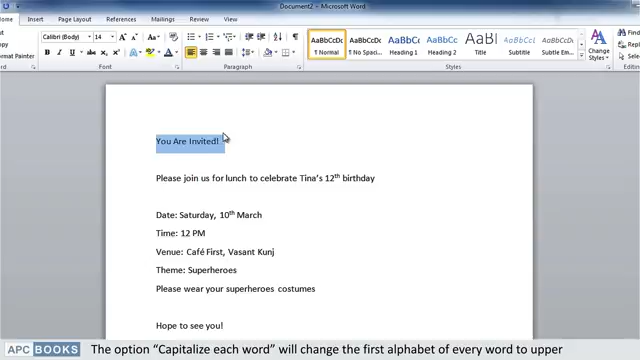 Document2 - Microsoft Word
Home Insert Page Layout References Mailings Review View
Calibri (Body) 14
Format Painter
AaBbCcDc AaBbCcDc AaBbCc AaBbCc AaBl AaBbCcL AaBbCcDc
¶ Normal ¶ No Spaci... Heading 1 Heading 2 Title Subtitle Subtle Em...
Change Styles
Font Paragraph Styles
You Are Invited!
Please join us for lunch to celebrate Tina's 12th birthday
Date: Saturday, 10th March
Time: 12 PM
Venue: Café First, Vasant Kunj
Theme: Superheroes
Please wear your superheroes costumes
Hope to see you!
APC BOOKS
The option “Capitalize each word” will change the first alphabet of every word to upper